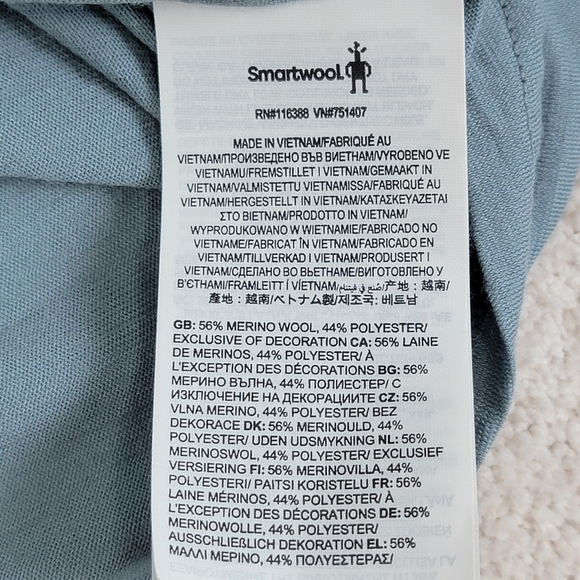 Smartwool
RN#116388 VN#751407
MADE IN VIETNAM/FABRIQUÉ AU
VIETNAM/ПРОИЗВЕДЕНО ВЪВ ВИЕТНАМ/VYROBENO VE
VIETNAMU/FREMSTILLET I VIETNAM/GEMAAKT IN
VIETNAM/VALMISTETTU VIETNAMISSA/FABRIQUÉ AU
VIETNAM/HERGESTELLT IN VIETNAM/ΚΑΤΑΣΚΕΥΑΖΕΤΑΙ
ΣΤΟ ΒΙΕΤΝΑΜ/PRODOTTO IN VIETNAM/
WYPRODUKOWANO W WIETNAMIE/FABRICADO NO
VIETNAME/FABRICAT ÎN VIETNAM/FABRICADO EN
VIETNAM/TILLVERKAD I VIETNAM/PRODUSERT I
VIETNAM/СДЕЛАНО ВО ВЬЕТНАМЕ/ВИГОТОВЛЕНО У
В'ЄТНАМІ/FRAMLEITT Í VÍETNAM/صُنع في فيتنام/产地：越南/
產地：越南/ベトナム製/제조국: 베트남
GB: 56% MERINO WOOL, 44% POLYESTER/
EXCLUSIVE OF DECORATION CA: 56% LAINE
DE MERINOS, 44% POLYESTER/ À
L'EXCEPTION DES DÉCORATIONS BG: 56%
МЕРИНО ВЪЛНА, 44% ПОЛИЕСТЕР/ С
ИЗКЛЮЧЕНИЕ НА ДЕКОРАЦИИТЕ CZ: 56%
VLNA MERINO, 44% POLYESTER/ BEZ
DEKORACE DK: 56% MERINOULD, 44%
POLYESTER/ UDEN UDSMYKNING NL: 56%
MERINOSWOL, 44% POLYESTER/ EXCLUSIEF
VERSIERING FI: 56% MERINOVILLA, 44%
POLYESTERI/ PAITSI KORISTELU FR: 56%
LAINE MÉRINOS, 44% POLYESTER/ À
L'EXCEPTION DES DÉCORATIONS DE: 56%
MERINOWOLLE, 44% POLYESTER/
AUSSCHLIEßLICH DEKORATION EL: 56%
ΜΑΛΛΙ ΜΕΡΙΝΟ, 44% ΠΟΛΥΕΣΤΕΡΑΣ/